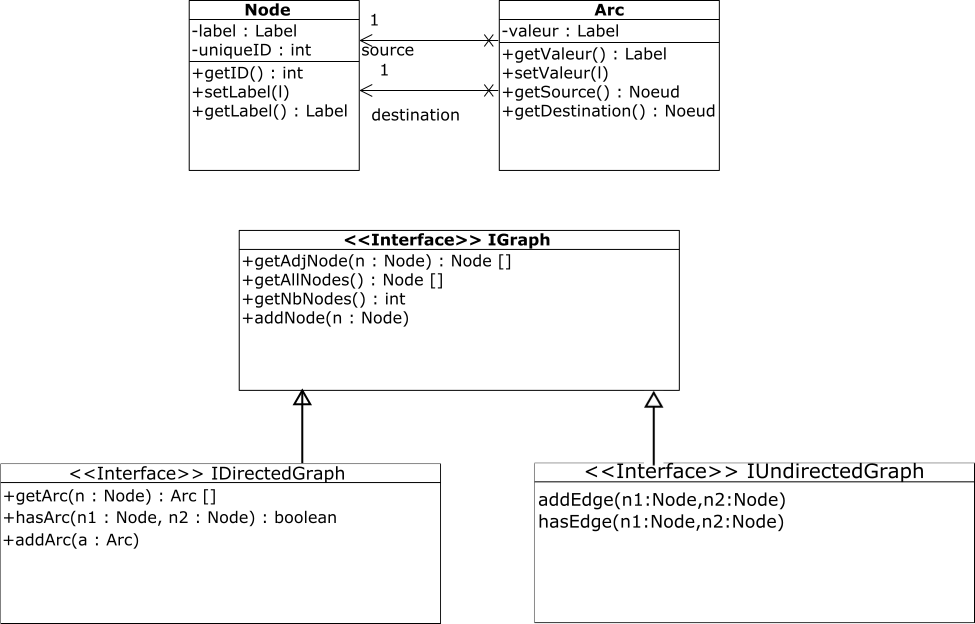 Node
-label : Label
-uniqueID : int
+getID() : int
+setLabel(l)
+getLabel() : Label
1
source
1
destination
Arc
-valeur : Label
+getValeur() : Label
+setValeur(l)
+getSource() : Noeud
+getDestination() : Noeud
<<Interface>> IGraph
+getAdjNode(n : Node) : Node []
+getAllNodes() : Node []
+getNbNodes() : int
+addNode(n : Node)
<<Interface>> IDirectedGraph
+getArc(n : Node) : Arc []
+hasArc(n1 : Node, n2 : Node) : boolean
+addArc(a : Arc)
<<Interface>> IUndirectedGraph
addEdge(n1:Node,n2:Node)
hasEdge(n1:Node,n2:Node)